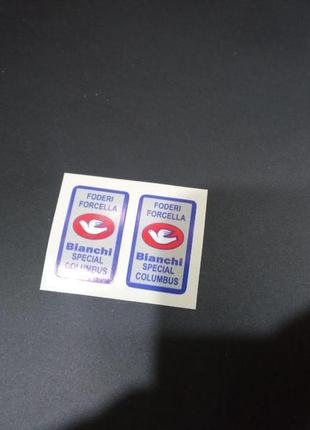 FODERI
FORCELLA
Bianchi
SPECIAL
COLUMBUS
FODERI
FORCELLA
Bianchi
SPECIAL
COLUMBUS